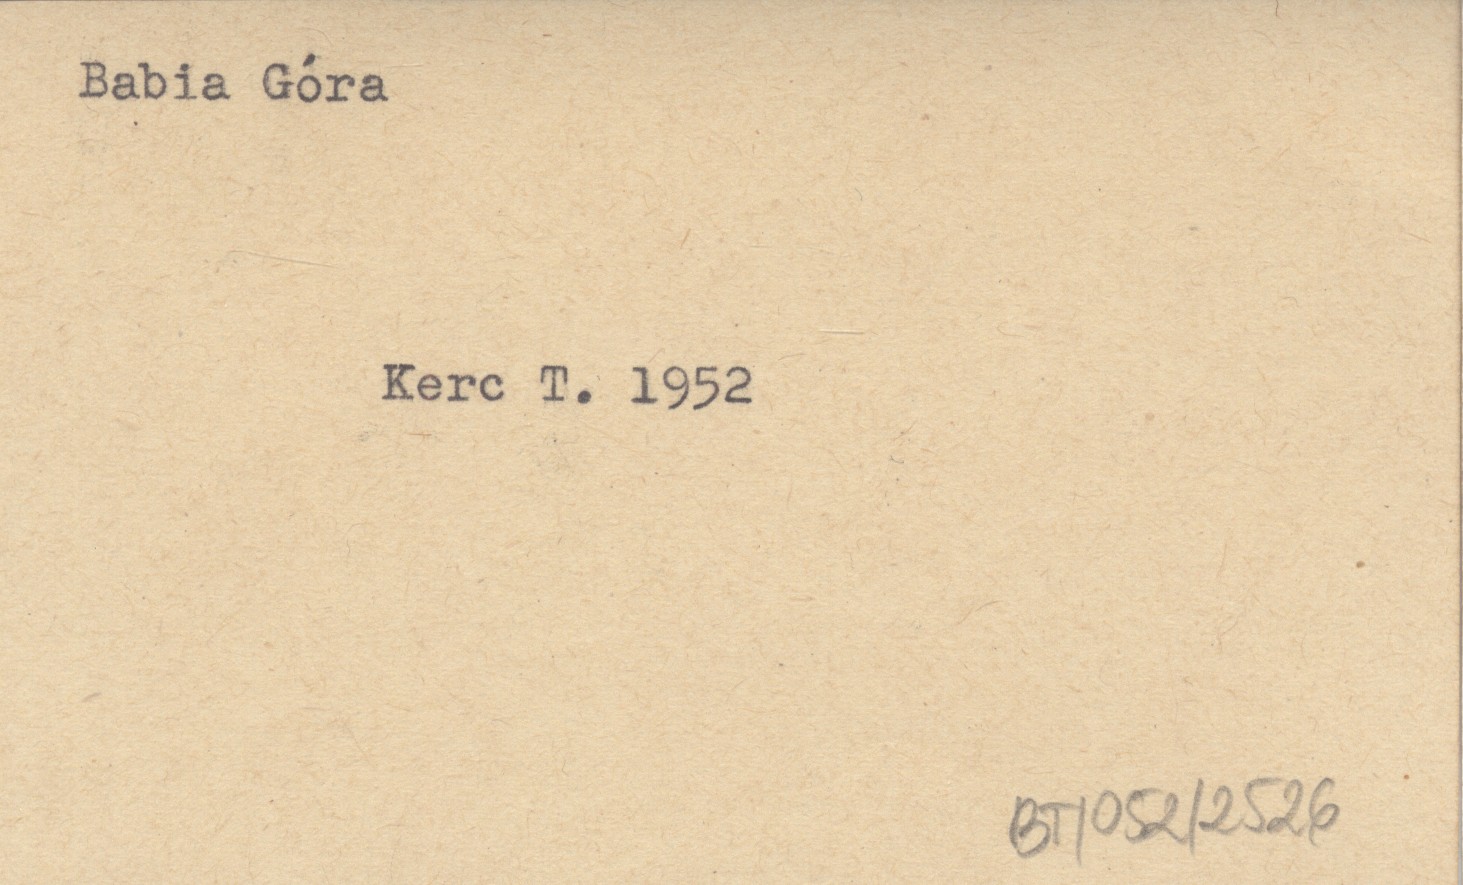 Babia Góra
Kerc T. 1952
BT/052/2526